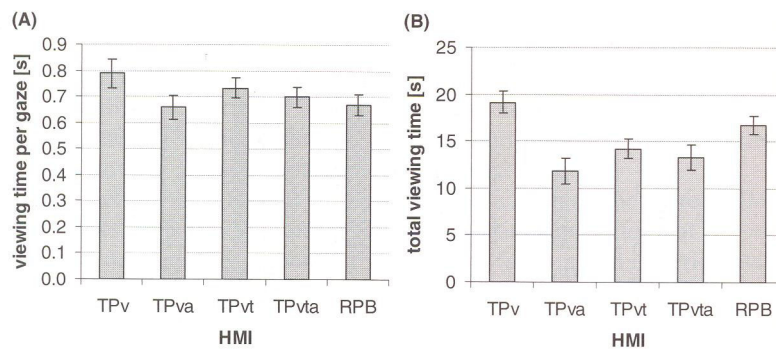 (A)
viewing time per gaze [s]
0.9
0.8
0.7
0.6
0.5
0.4
0.3
0.2
0.1
0.0
TPv TPva TPvt TPvta RPB
HMI
(B)
total viewing time [s]
25
20
15
10
5
0
TPv TPva TPvt TPvta RPB
HMI